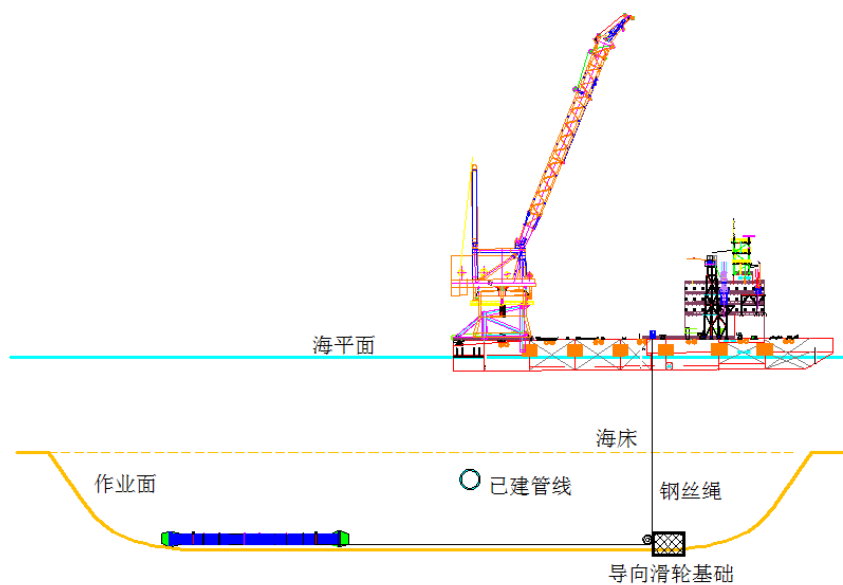 海平面
海床
作业面
已建管线
钢丝绳
导向滑轮基础